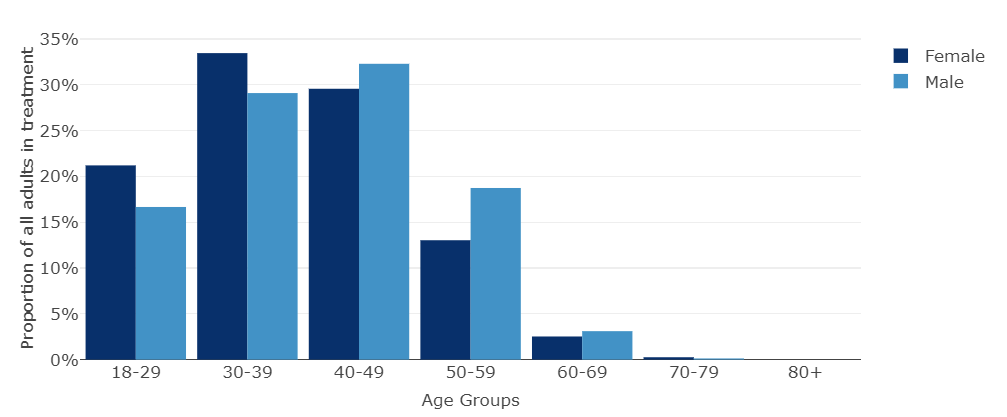 35%
30%
25%
20%
15%
10%
5%
0%
Proportion of all adults in treatment
18-29 30-39 40-49 50-59 60-69 70-79 80+
Age Groups
Female
Male